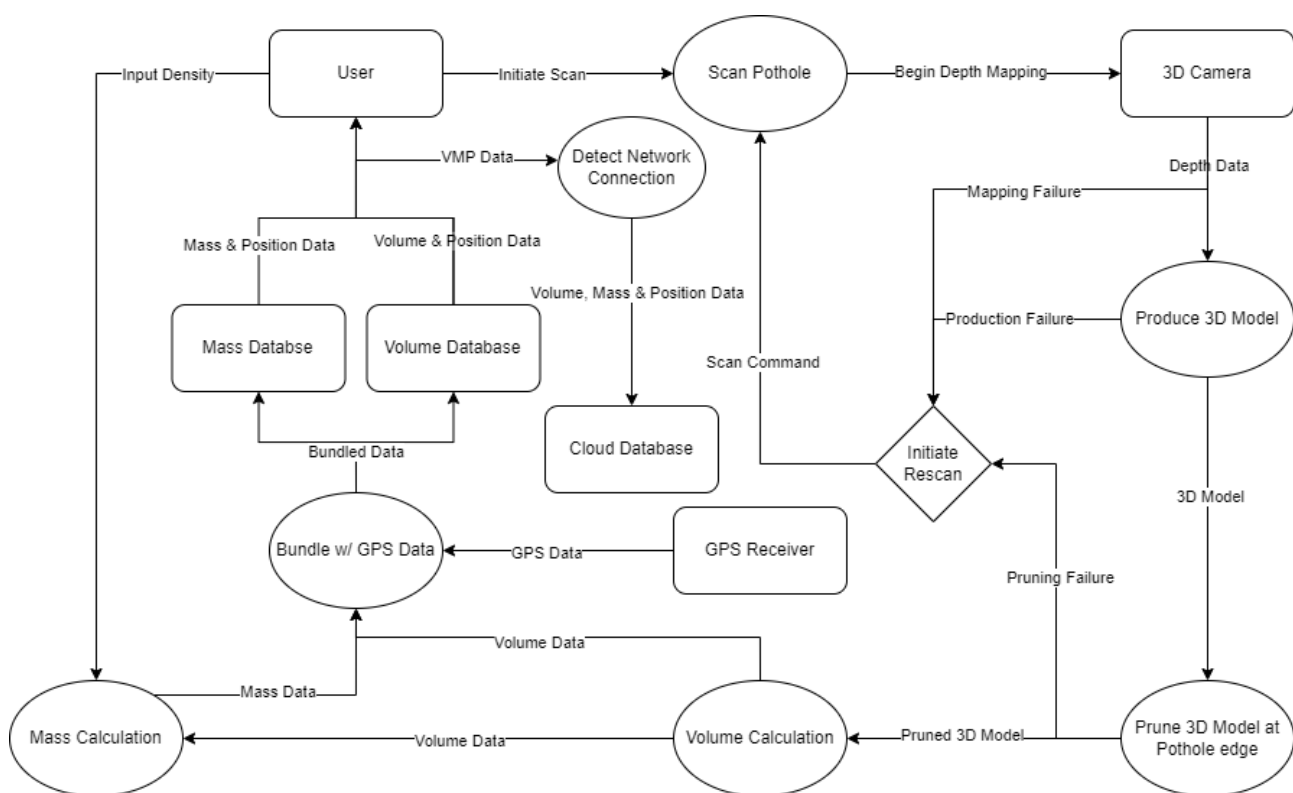 Input Density
User
Initiate Scan
Scan Pothole
Begin Depth Mapping
3D Camera
VMP Data
Detect Network
Connection
Depth Data
Mapping Failure
Mass & Position Data
Volume & Position Data
Volume, Mass & Position Data
Mass Databse
Volume Database
Production Failure
Produce 3D Model
Scan Command
Bundled Data
Cloud Database
Initiate
Rescan
3D Model
Bundle w/ GPS Data
GPS Data
GPS Receiver
Pruning Failure
Volume Data
Mass Data
Mass Calculation
Volume Data
Volume Calculation
Pruned 3D Model
Prune 3D Model at
Pothole edge